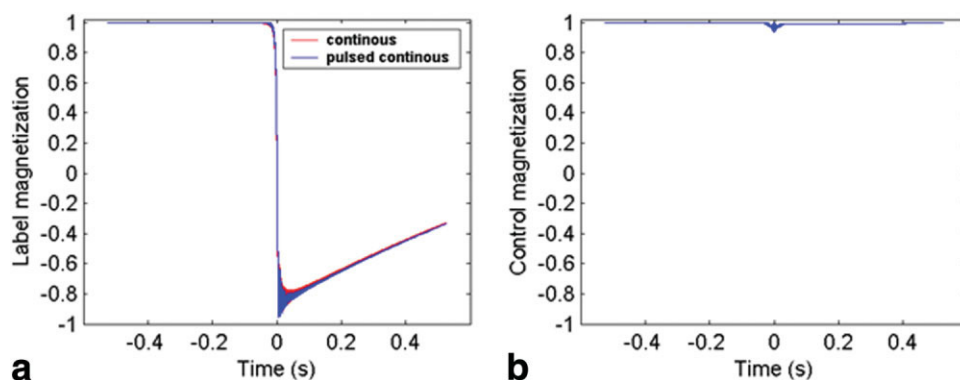 1
0.8
0.6
0.4
0.2
0
-0.2
-0.4
-0.6
-0.8
-1
Label magnetization
continous
pulsed continous
-0.4 -0.2 0 0.2 0.4
Time (s)
a
1
0.8
0.6
0.4
0.2
0
-0.2
-0.4
-0.6
-0.8
-1
Control magnetization
-0.4 -0.2 0 0.2 0.4
Time (s)
b